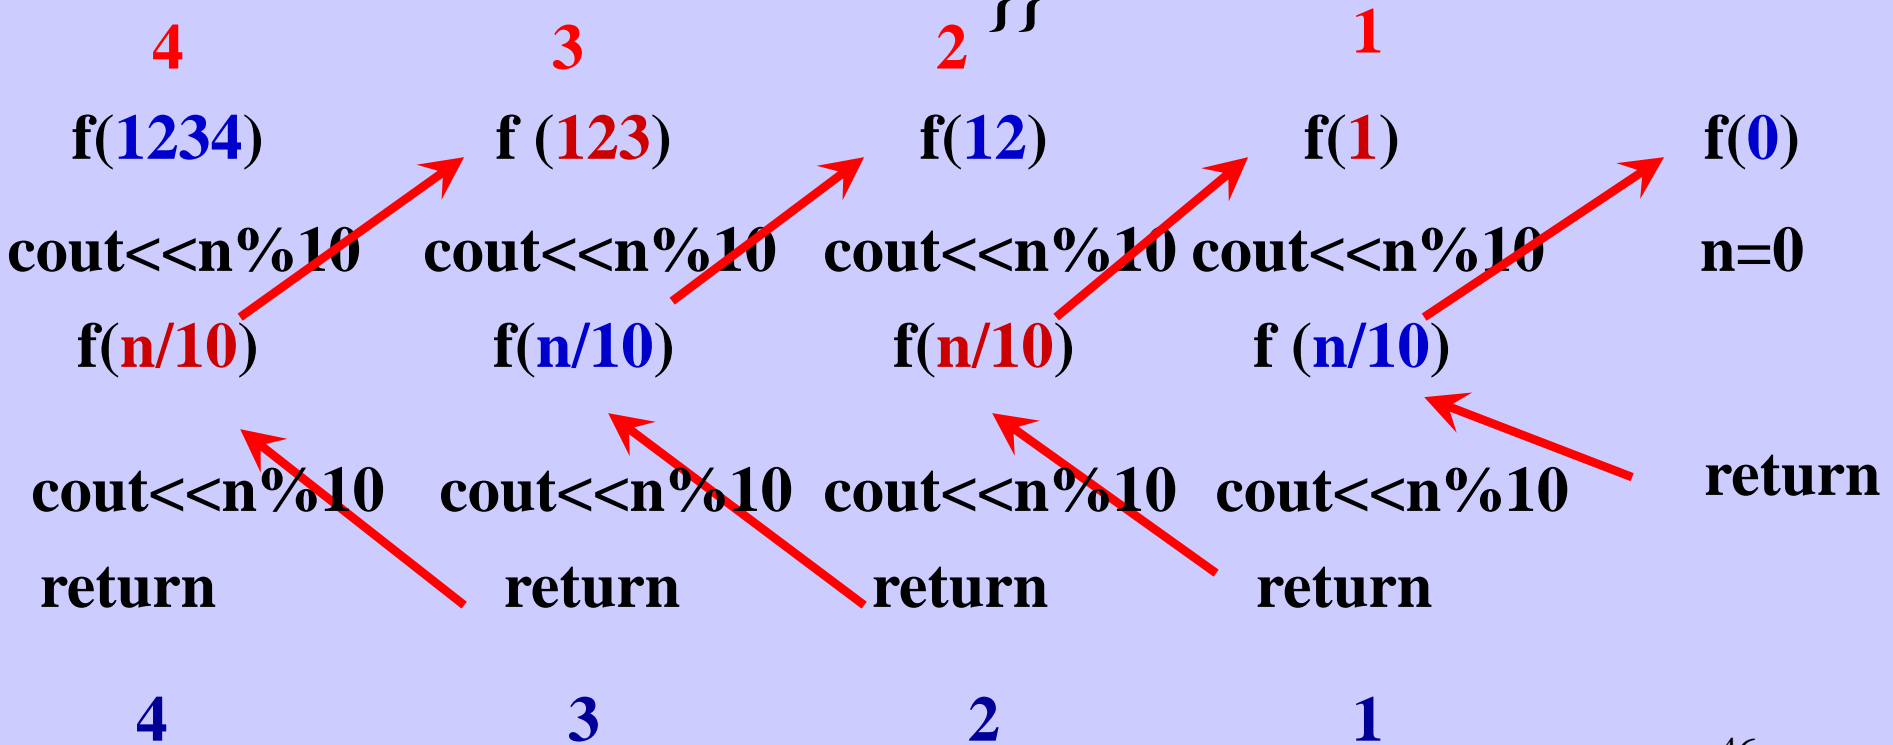 }}
4 3 2 1
f(1234) f (123) f(12) f(1) f(0)
cout<<n%10 cout<<n%10 cout<<n%10 cout<<n%10 n=0
f(n/10) f(n/10) f(n/10) f (n/10)
cout<<n%10 cout<<n%10 cout<<n%10 cout<<n%10 return
return return return return
4 3 2 1